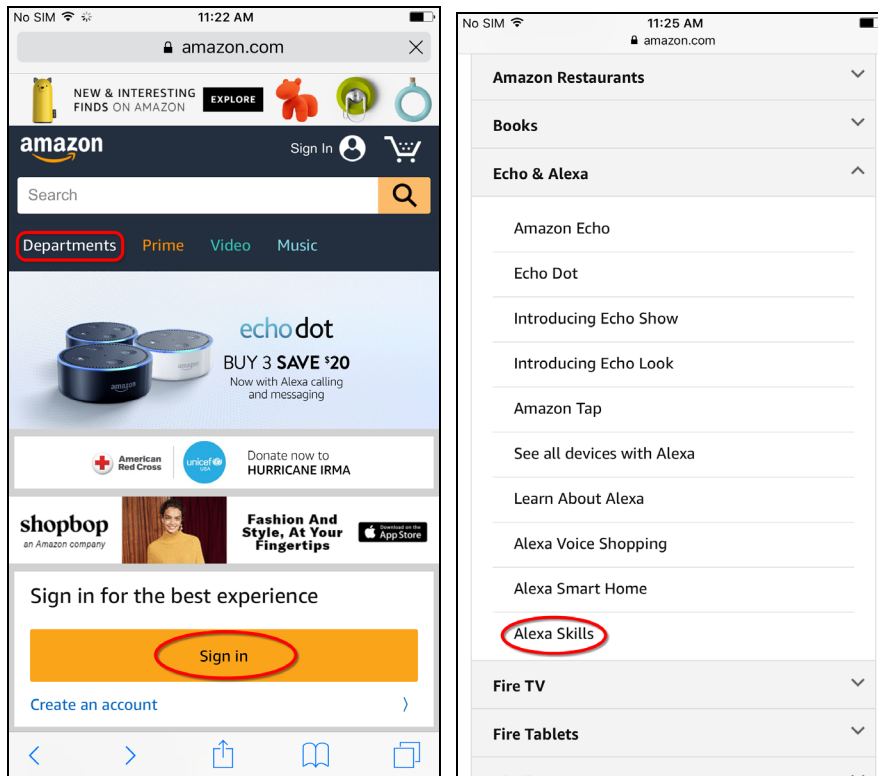 No SIM 11:22 AM
amazon.com
NEW & INTERESTING
FINDS ON AMAZON
EXPLORE
amazon
Sign In
Search
Departments Prime Video Music
echo dot
BUY 3 SAVE $20
Now with Alexa calling
and messaging
amazon
amazon
American
Red Cross
unicef
USA
Donate now to
HURRICANE IRMA
shopbop
an Amazon company
Fashion And
Style, At Your
Fingertips
Download on the
App Store
Sign in for the best experience
Sign in
Create an account
No SIM 11:25 AM
amazon.com
Amazon Restaurants
Books
Echo & Alexa
Amazon Echo
Echo Dot
Introducing Echo Show
Introducing Echo Look
Amazon Tap
See all devices with Alexa
Learn About Alexa
Alexa Voice Shopping
Alexa Smart Home
Alexa Skills
Fire TV
Fire Tablets